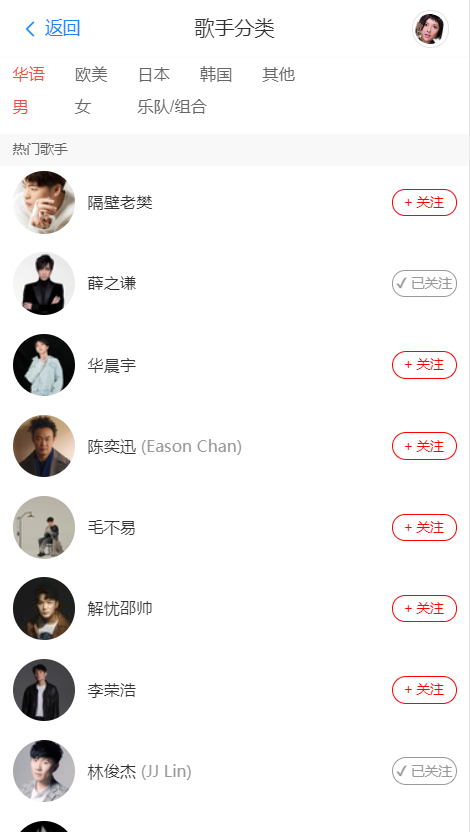 返回 歌手分类
华语 欧美 日本 韩国 其他
男 女 乐队/组合
热门歌手
隔壁老樊 + 关注
薛之谦 ✓ 已关注
华晨宇 + 关注
陈奕迅 (Eason Chan) + 关注
毛不易 + 关注
解忧邵帅 + 关注
李荣浩 + 关注
林俊杰 (JJ Lin) ✓ 已关注